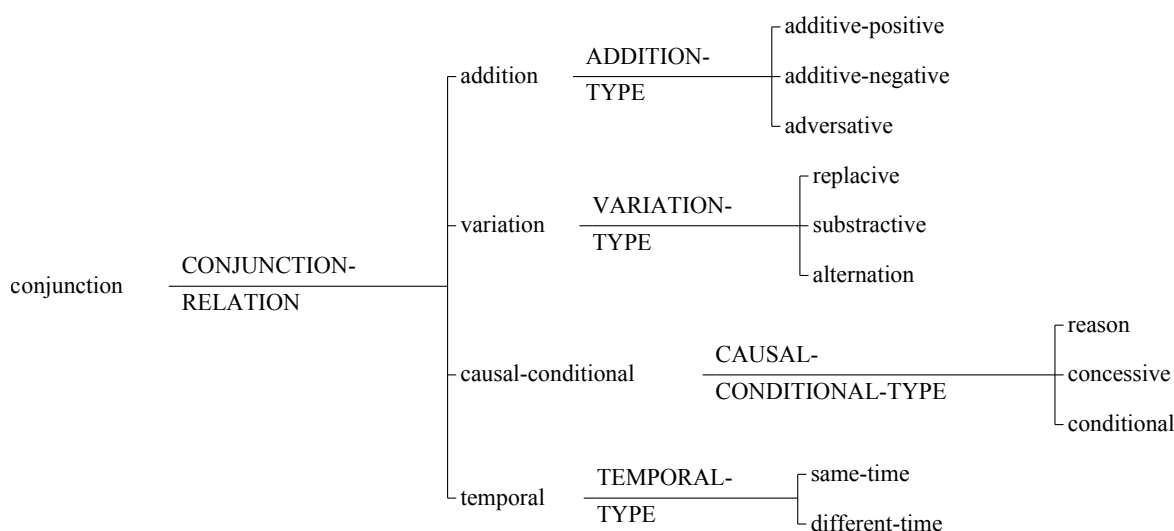 conjunction
CONJUNCTION-
RELATION
addition
ADDITION-
TYPE
additive-positive
additive-negative
adversative
variation
VARIATION-
TYPE
replacive
substractive
alternation
causal-conditional
CAUSAL-
CONDITIONAL-TYPE
reason
concessive
conditional
temporal
TEMPORAL-
TYPE
same-time
different-time